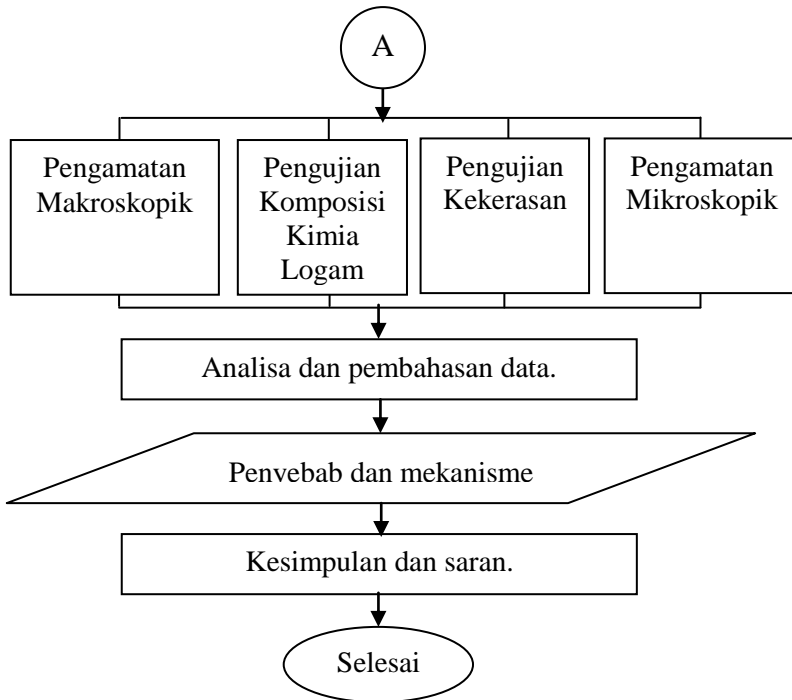 A
Pengamatan
Makroskopik
Pengujian
Komposisi
Kimia
Logam
Pengujian
Kekerasan
Pengamatan
Mikroskopik
Analisa dan pembahasan data.
Penvebab dan mekanisme
Kesimpulan dan saran.
Selesai